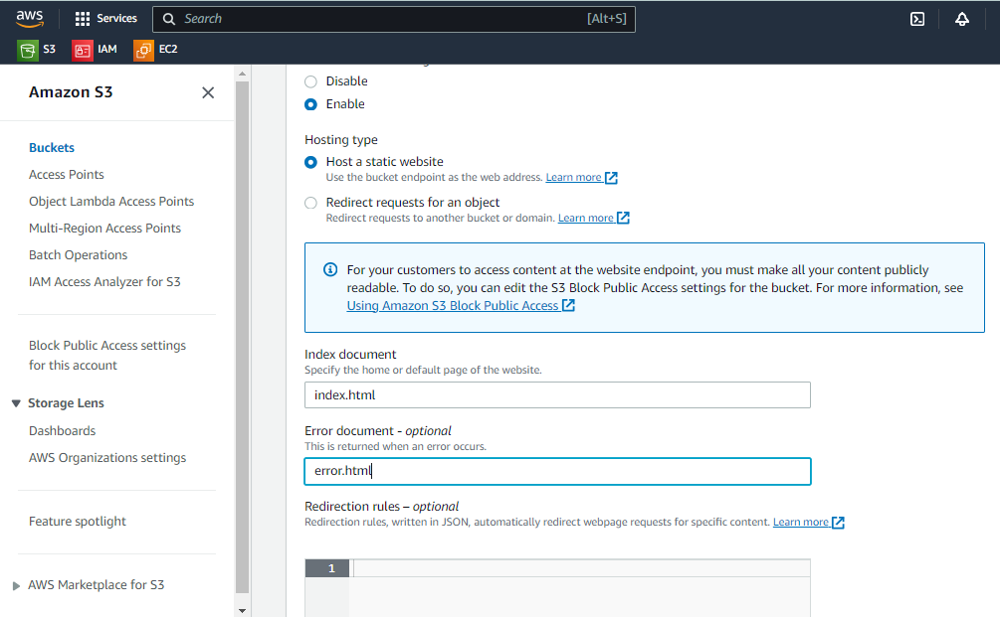 aws Services Search [Alt+S]
S3 IAM EC2
Amazon S3
Buckets
Access Points
Object Lambda Access Points
Multi-Region Access Points
Batch Operations
IAM Access Analyzer for S3
Block Public Access settings
for this account
Storage Lens
Dashboards
AWS Organizations settings
Feature spotlight
AWS Marketplace for S3
Disable
Enable
Hosting type
Host a static website
Use the bucket endpoint as the web address. Learn more
Redirect requests for an object
Redirect requests to another bucket or domain. Learn more
For your customers to access content at the website endpoint, you must make all your content publicly
readable. To do so, you can edit the S3 Block Public Access settings for the bucket. For more information, see
Using Amazon S3 Block Public Access
Index document
Specify the home or default page of the website.
index.html
Error document - optional
This is returned when an error occurs.
error.html
Redirection rules – optional
Redirection rules, written in JSON, automatically redirect webpage requests for specific content. Learn more
1